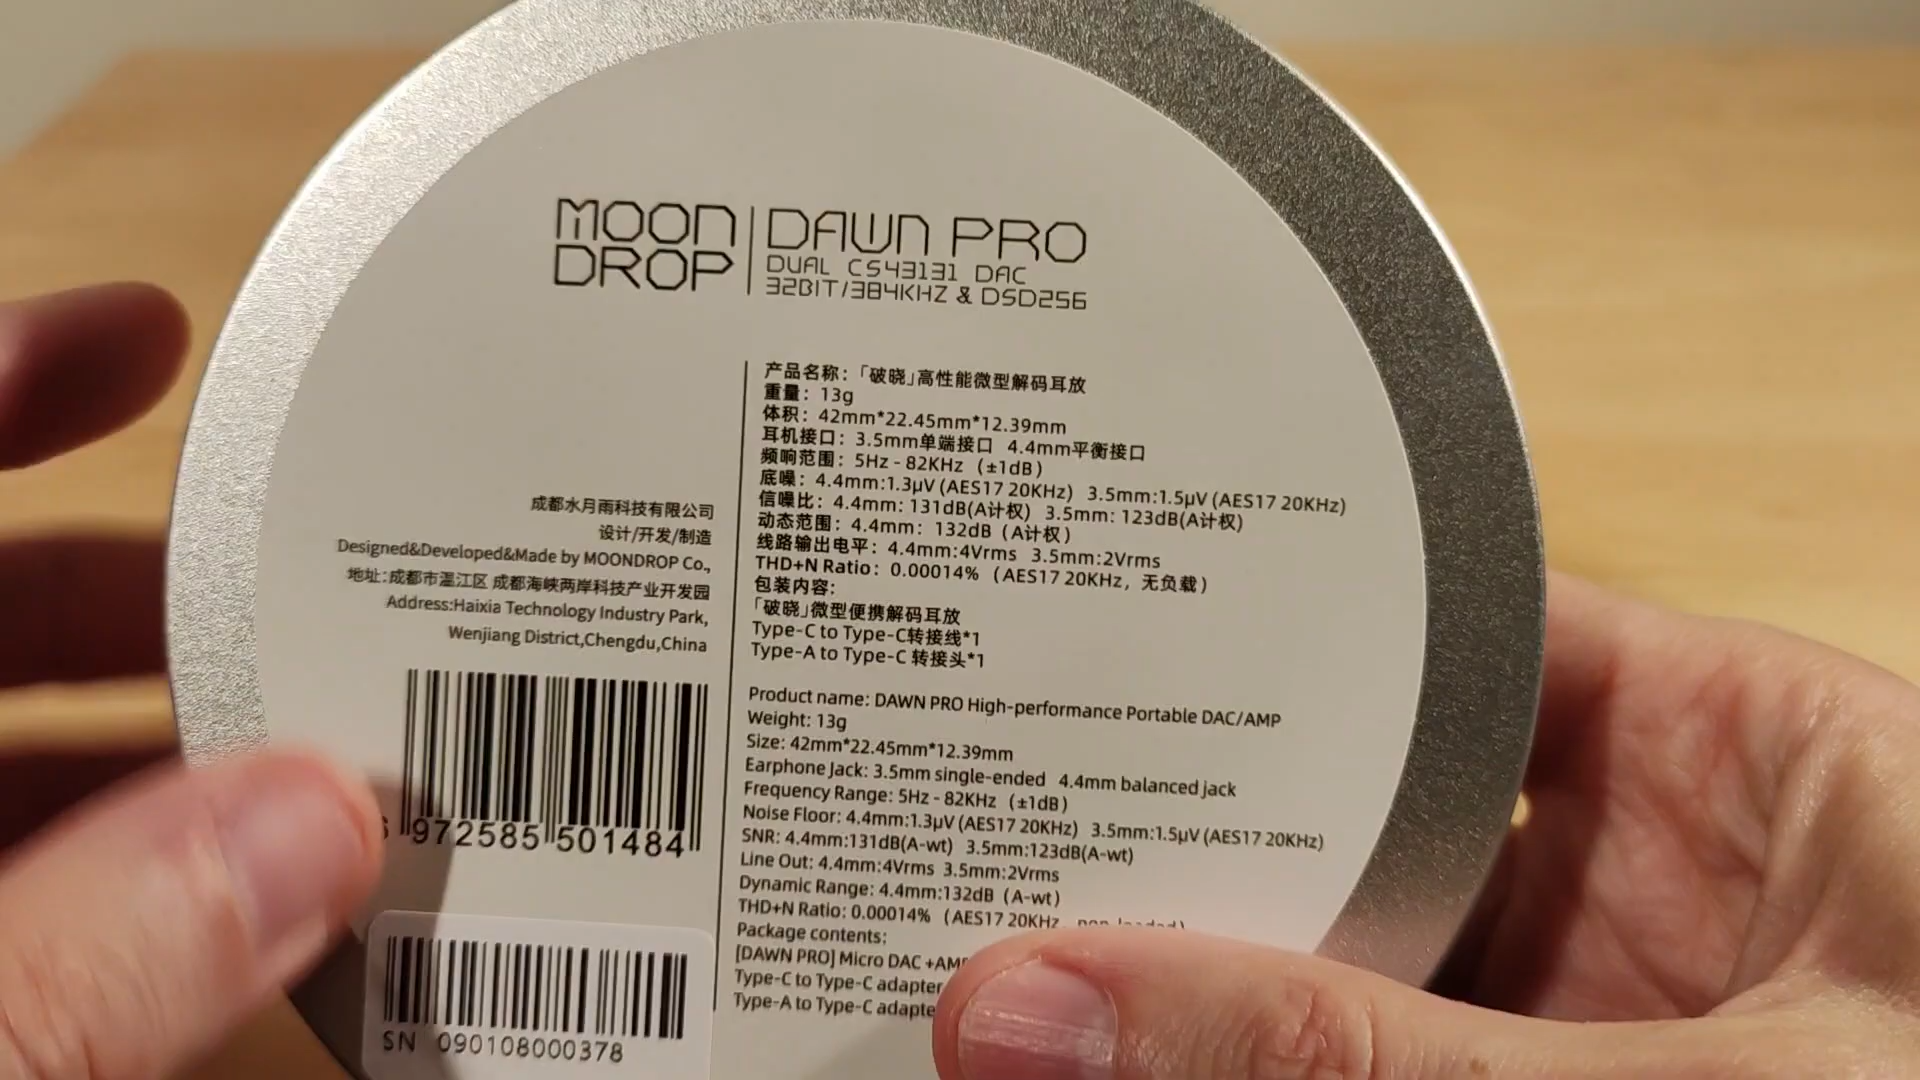 MOON
DROP
DAWN PRO
DUAL CS43131 DAC
32BIT/384KHZ & DSD256
产品名称：「破晓」高性能微型解码耳放
重量：13g
体积：42mm*22.45mm*12.39mm
耳机接口：3.5mm单端接口 4.4mm平衡接口
频响范围：5Hz - 82KHz （±1dB）
底噪：4.4mm:1.3μV (AES17 20KHz) 3.5mm:1.5μV (AES17 20KHz)
信噪比：4.4mm: 131dB(A计权) 3.5mm: 123dB(A计权)
动态范围：4.4mm: 132dB（A计权）
线路输出电平：4.4mm:4Vrms 3.5mm:2Vrms
THD+N Ratio: 0.00014%（AES17 20KHz，无负载）
包装内容：
「破晓」微型便携解码耳放
Type-C to Type-C转接线*1
Type-A to Type-C 转接头*1
成都水月雨科技有限公司
设计/开发/制造
Designed&Developed&Made by MOONDROP Co.,
地址:成都市温江区 成都海峡两岸科技产业开发园
Address:Haixia Technology Industry Park,
Wenjiang District,Chengdu,China
972585 501484
SN 090108000378
Product name: DAWN PRO High-performance Portable DAC/AMP
Weight: 13g
Size: 42mm*22.45mm*12.39mm
Earphone Jack: 3.5mm single-ended 4.4mm balanced jack
Frequency Range: 5Hz - 82KHz （±1dB）
Noise Floor: 4.4mm:1.3μV (AES17 20KHz) 3.5mm:1.5μV (AES17 20KHz)
SNR: 4.4mm:131dB(A-wt) 3.5mm:123dB(A-wt)
Line Out: 4.4mm:4Vrms 3.5mm:2Vrms
Dynamic Range: 4.4mm:132dB（A-wt）
THD+N Ratio: 0.00014%（AES17 20KHz
Package contents:
[DAWN PRO] Micro DAC +AMP
Type-C to Type-C adapter
Type-A to Type-C adapte